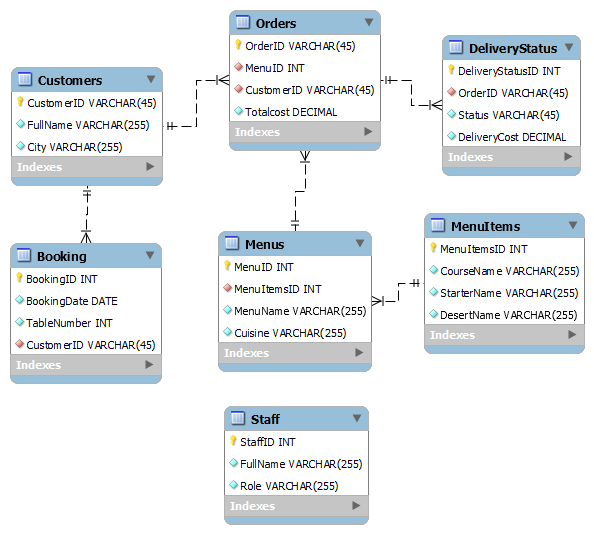 Orders
OrderID VARCHAR(45)
MenuID INT
CustomerID VARCHAR(45)
Totalcost DECIMAL
Indexes
DeliveryStatus
DeliveryStatusID INT
OrderID VARCHAR(45)
Status VARCHAR(45)
DeliveryCost DECIMAL
Indexes
Customers
CustomerID VARCHAR(45)
FullName VARCHAR(255)
City VARCHAR(255)
Indexes
Booking
BookingID INT
BookingDate DATE
TableNumber INT
CustomerID VARCHAR(45)
Indexes
Menus
MenuID INT
MenuItemsID INT
MenuName VARCHAR(255)
Cuisine VARCHAR(255)
Indexes
MenuItems
MenuItemsID INT
CourseName VARCHAR(255)
StarterName VARCHAR(255)
DesertName VARCHAR(255)
Indexes
Staff
StaffID INT
FullName VARCHAR(255)
Role VARCHAR(255)
Indexes